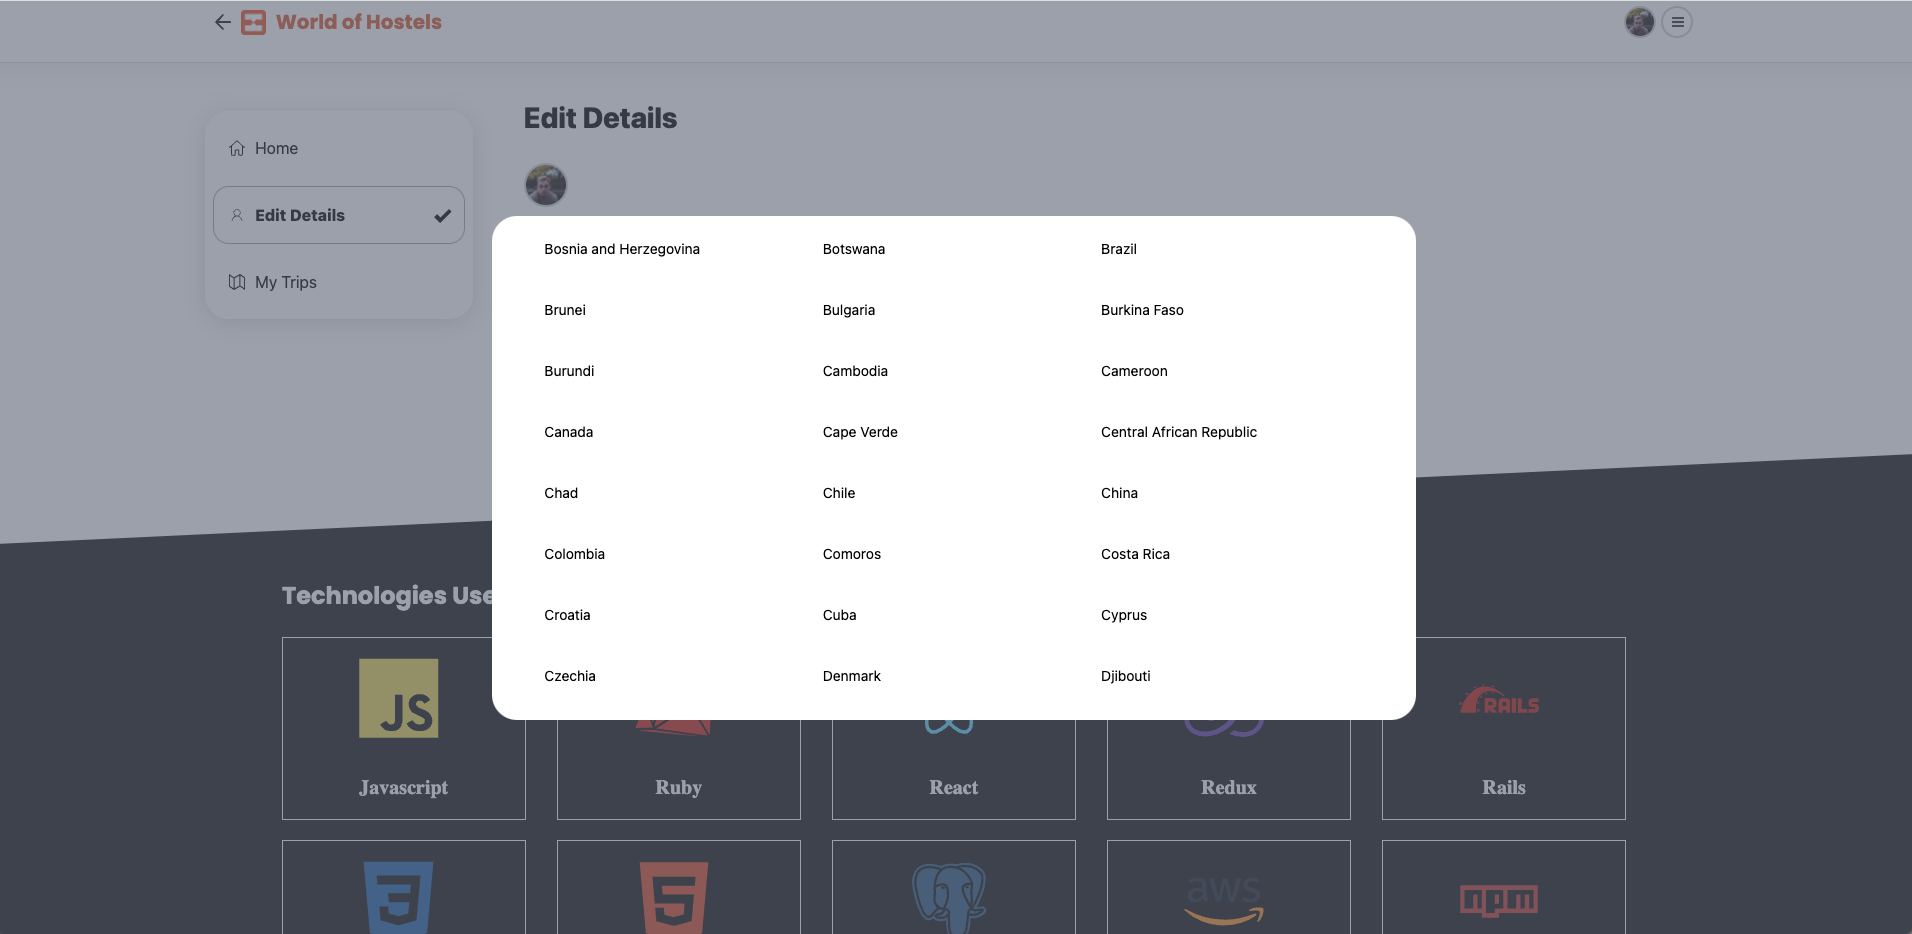 World of Hostels
Home
Edit Details
My Trips
Edit Details
Bosnia and Herzegovina Botswana Brazil
Brunei Bulgaria Burkina Faso
Burundi Cambodia Cameroon
Canada Cape Verde Central African Republic
Chad Chile China
Colombia Comoros Costa Rica
Croatia Cuba Cyprus
Czechia Denmark Djibouti
Technologies
JS RAILS
Javascript Ruby React Redux Rails
3 5 aws npm